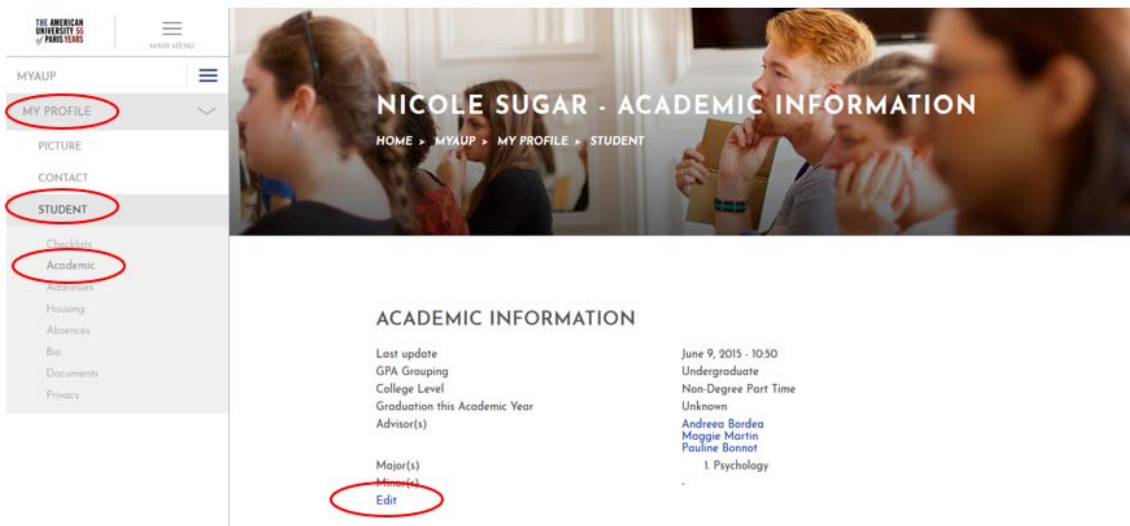 THE AMERICAN
UNIVERSITY 55
of PARIS YEARS
MAIN MENU
MYAUP
MY PROFILE
PICTURE
CONTACT
STUDENT
Checklists
Academic
Addresses
Housing
Absences
Bio
Documents
Privacy
NICOLE SUGAR - ACADEMIC INFORMATION
HOME ▸ MYAUP ▸ MY PROFILE ▸ STUDENT
ACADEMIC INFORMATION
Last update June 9, 2015 - 10:50
GPA Grouping Undergraduate
College Level Non-Degree Part Time
Graduation this Academic Year Unknown
Advisor(s) Andreea Bordea
Maggie Martin
Pauline Bonnot
Major(s) 1. Psychology
Minor(s) -
Edit